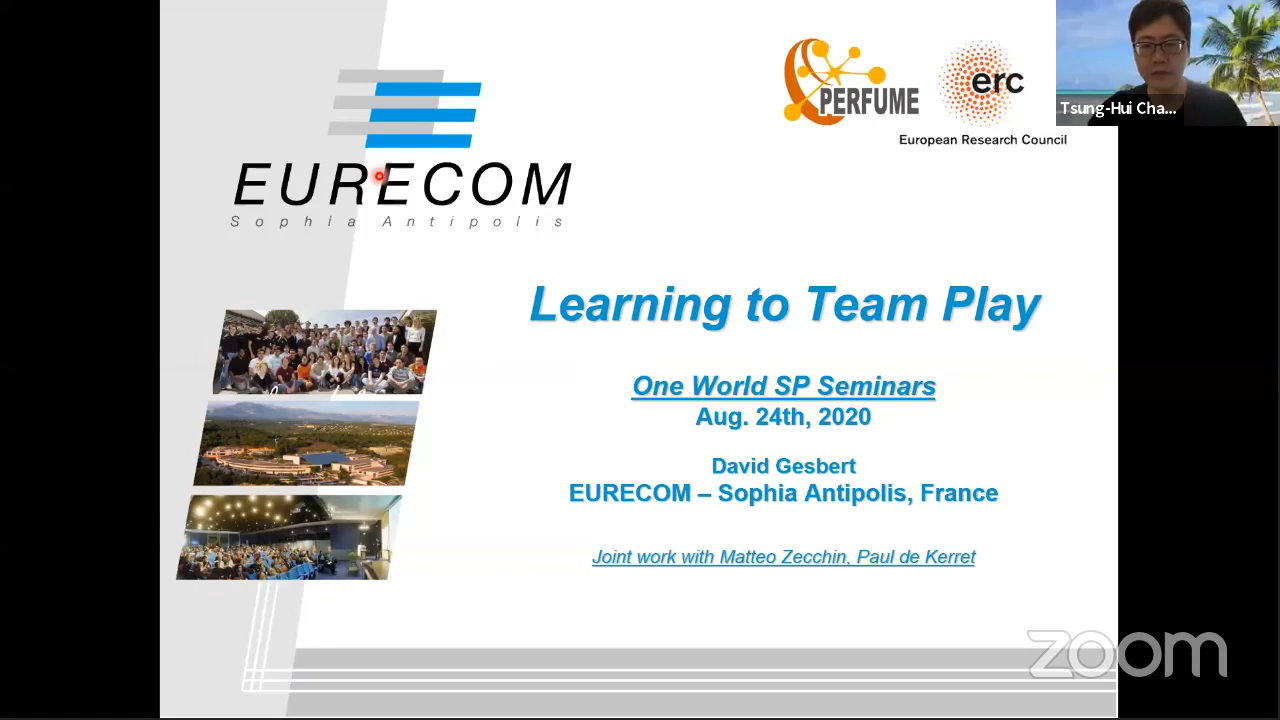 PERFUME
erc
European Research Council
Tsung-Hui Cha...
EURECOM
Sophia Antipolis
Learning to Team Play
One World SP Seminars
Aug. 24th, 2020
David Gesbert
EURECOM – Sophia Antipolis, France
Joint work with Matteo Zecchin, Paul de Kerret
zoom